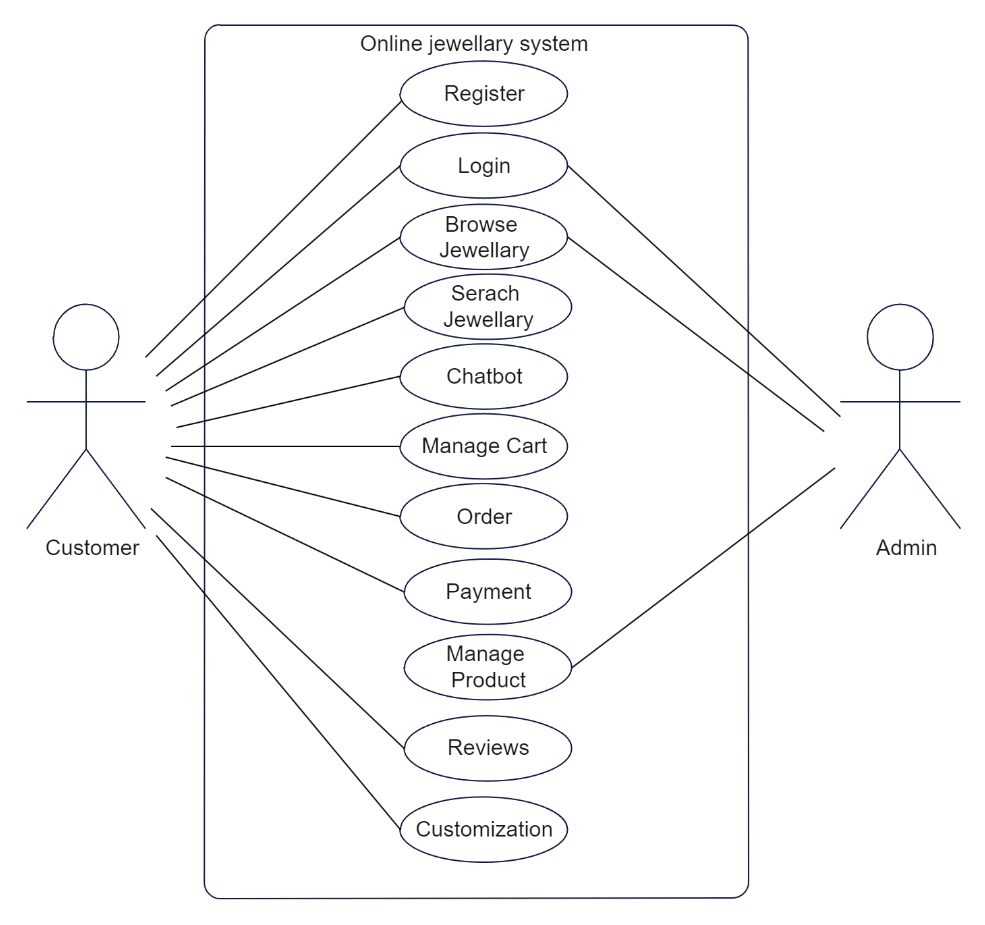 Online jewellary system
Register
Login
Browse
Jewellary
Serach
Jewellary
Chatbot
Manage Cart
Order
Customer
Admin
Payment
Manage
Product
Reviews
Customization